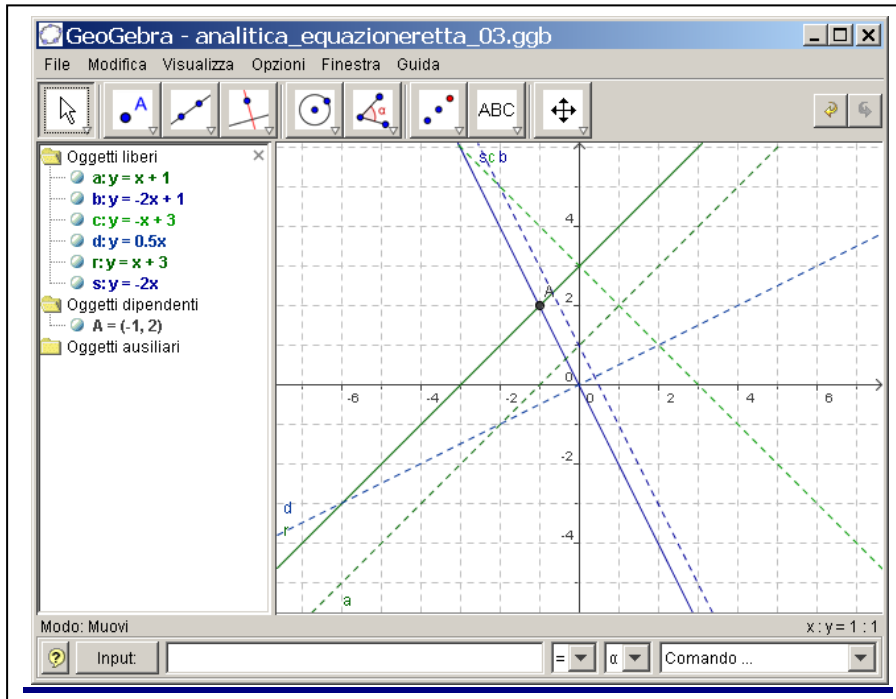 GeoGebra - analitica_equazioneretta_03.ggb
File Modifica Visualizza Opzioni Finestra Guida
A α ABC
Oggetti liberi
a: y = x + 1
b: y = -2x + 1
c: y = -x + 3
d: y = 0.5x
r: y = x + 3
s: y = -2x
Oggetti dipendenti
A = (-1, 2)
Oggetti ausiliari
s c b
4
A
2
0
-6 -4 -2 0 2 4 6
-2
d
r
-4
a
Modo: Muovi x : y = 1 : 1
? Input: = α Comando ...